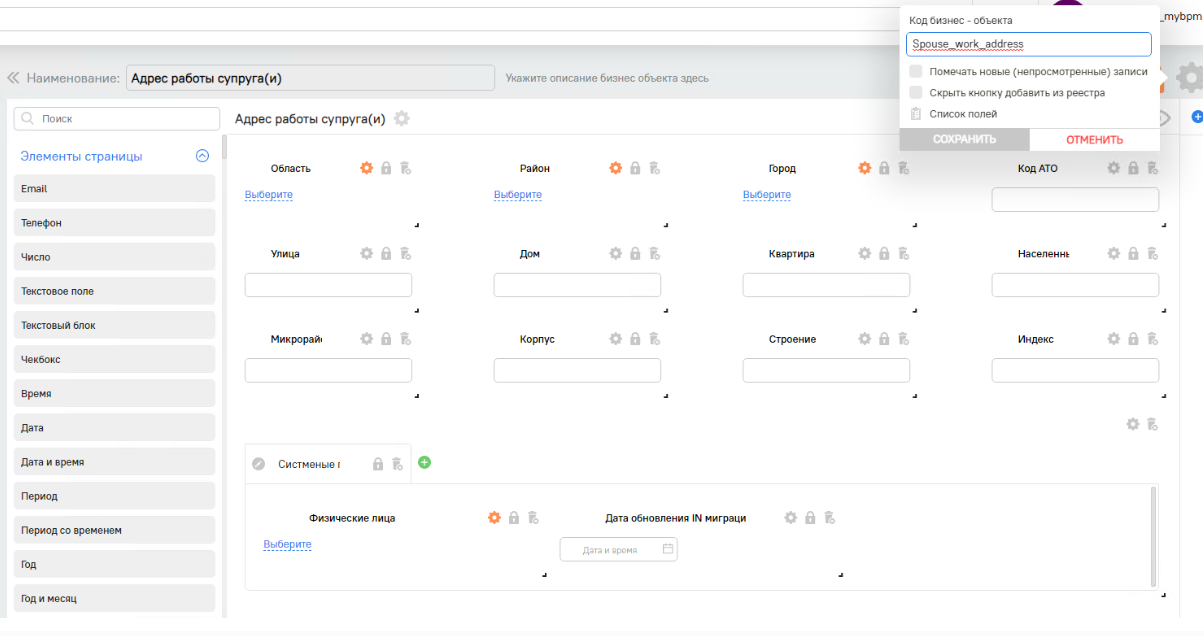 Код бизнес - объекта
_mybpm
Spouse_work_address
Наименование: Адрес работы супруга(и) Укажите описание бизнес объекта здесь
Помечать новые (непросмотренные) записи
Скрыть кнопку добавить из реестра
Список полей
СОХРАНИТЬ ОТМЕНИТЬ
Поиск
Адрес работы супруга(и)
Элементы страницы
Email
Телефон
Число
Текстовое поле
Текстовый блок
Чекбокс
Время
Дата
Дата и время
Период
Период со временем
Год
Год и месяц
Область Район Город Код АТО
Выберите Выберите Выберите
Улица Дом Квартира Населенны
Микрорай Корпус Строение Индекс
Систменые г
Физические лица Дата обновления IN миграци
Выберите Дата и время